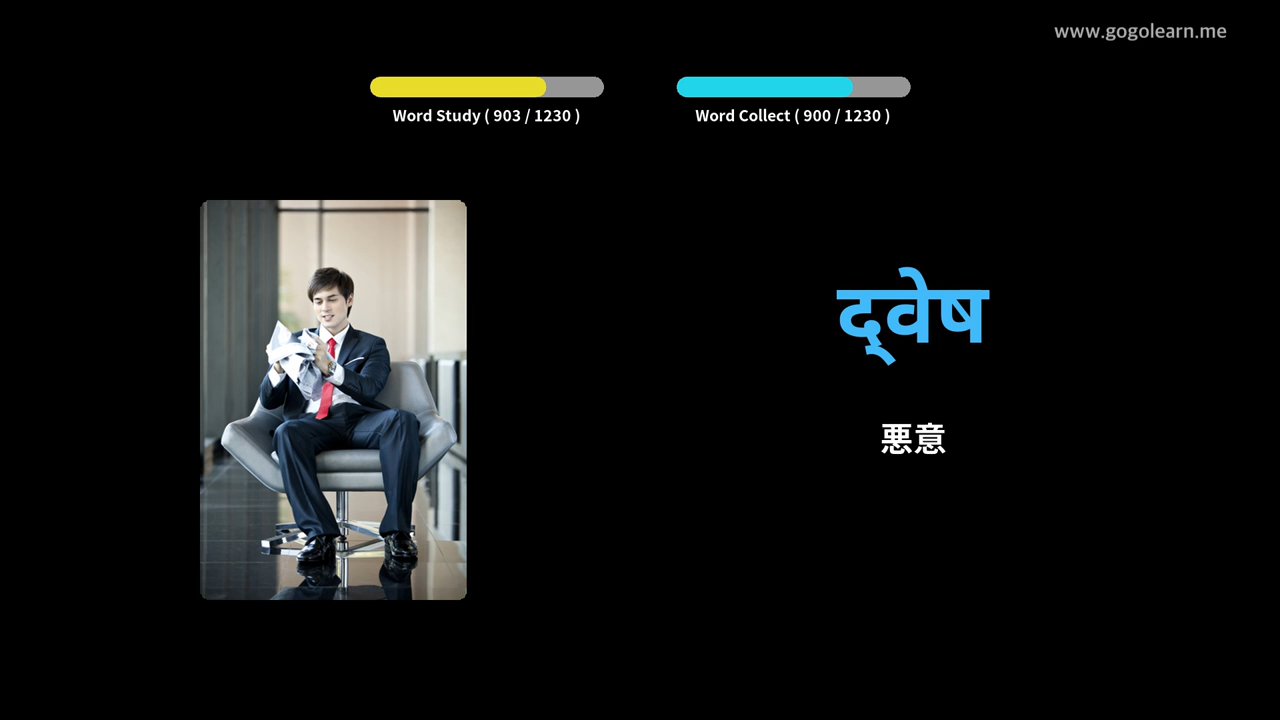 www.gogolearn.me
Word Study ( 903 / 1230 )
Word Collect ( 900 / 1230 )
द्‌वेष
悪意